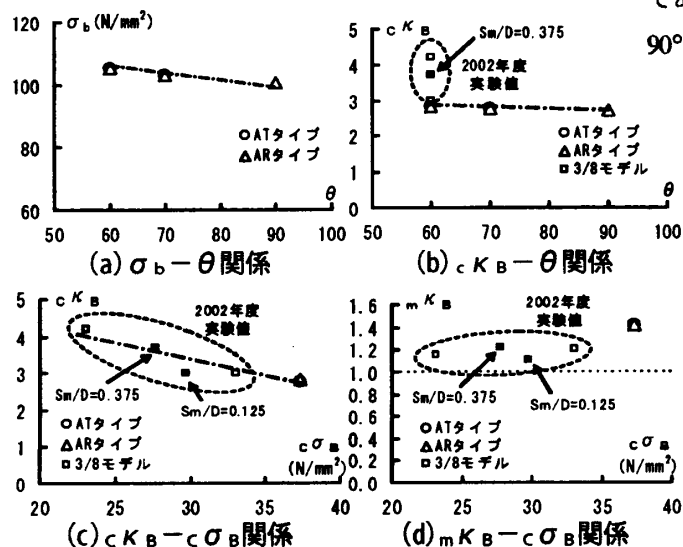 σb(N/mm²)
120
100
80
60
50 60 70 80 90 100
θ
○ATタイプ
△ARタイプ
(a) σb－θ関係
cκB
5
4
3
2
1
0
Sm/D=0.375
2002年度
実験値
○ATタイプ
△ARタイプ
□3/8モデル
θ
50 60 70 80 90 100
(b) cκB－θ関係
90°
cκB
5
4
3
2
1
0
2002年度
実験値
Sm/D=0.375
Sm/D=0.125
○ATタイプ
△ARタイプ
□3/8モデル
cσB
(N/mm²)
20 25 30 35 40
(c) cκB－cσB関係
mκB
1.6
1.4
1.2
1.0
0.8
0.6
0.4
0.2
0.0
2002年度
実験値
Sm/D=0.375
Sm/D=0.125
○ATタイプ
△ARタイプ
□3/8モデル
cσB
(N/mm²)
20 25 30 35 40
(d) mκB－cσB関係